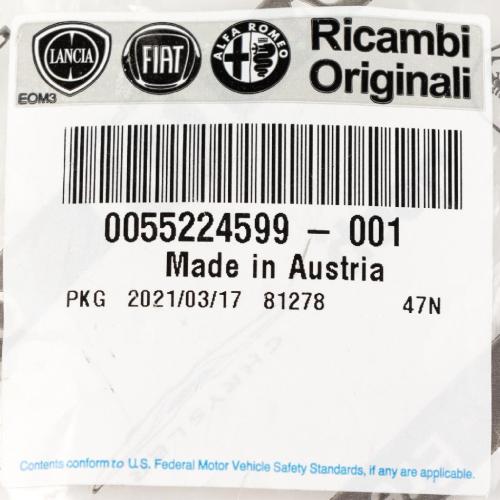 LANCIA FIAT ALFA ROMEO Ricambi
Originali
EOM3
0055224599 - 001
Made in Austria
PKG 2021/03/17 81278 47N
Contents conform to U.S. Federal Motor Vehicle Safety Standards, if any are applicable.